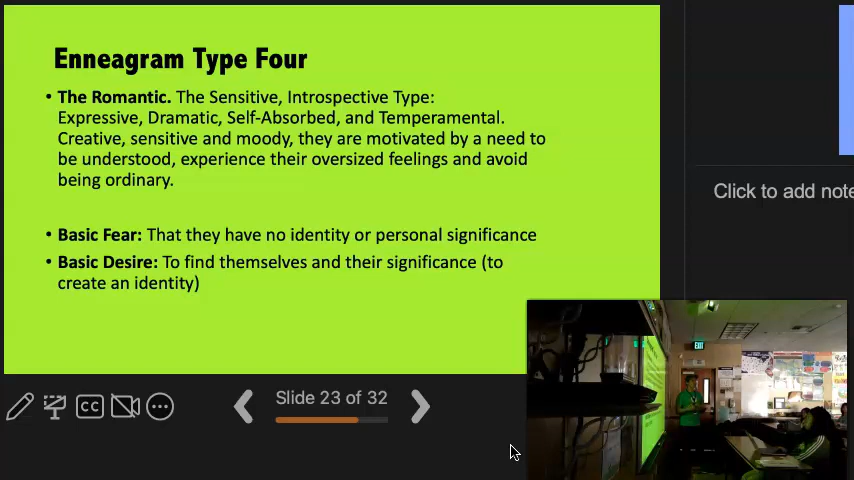 Enneagram Type Four
• The Romantic. The Sensitive, Introspective Type:
Expressive, Dramatic, Self-Absorbed, and Temperamental.
Creative, sensitive and moody, they are motivated by a need to
be understood, experience their oversized feelings and avoid
being ordinary.
• Basic Fear: That they have no identity or personal significance
• Basic Desire: To find themselves and their significance (to
create an identity)
Click to add note
CC
Slide 23 of 32
EXIT